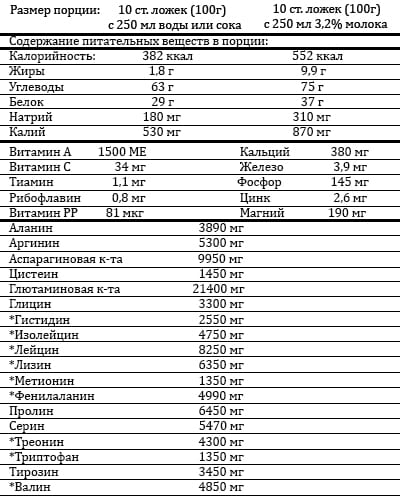 Размер порции: 10 ст. ложек (100г) 10 ст. ложек (100г)
с 250 мл воды или сока с 250 мл 3,2% молока
Содержание питательных веществ в порции:
Калорийность: 382 ккал 552 ккал
Жиры 1,8 г 9,9 г
Углеводы 63 г 75 г
Белок 29 г 37 г
Натрий 180 мг 310 мг
Калий 530 мг 870 мг
Витамин А 1500 МЕ Кальций 380 мг
Витамин С 34 мг Железо 3,9 мг
Тиамин 1,1 мг Фосфор 145 мг
Рибофлавин 0,8 мг Цинк 2,6 мг
Витамин РР 81 мкг Магний 190 мг
Аланин 3890 мг
Аргинин 5300 мг
Аспарагиновая к-та 9950 мг
Цистеин 1450 мг
Глютаминовая к-та 21400 мг
Глицин 3300 мг
*Гистидин 2550 мг
*Изолейцин 4750 мг
*Лейцин 8250 мг
*Лизин 6350 мг
*Метионин 1350 мг
*Фенилаланин 4990 мг
Пролин 6450 мг
Серин 5470 мг
*Треонин 4300 мг
*Триптофан 1350 мг
Тирозин 3450 мг
*Валин 4850 мг